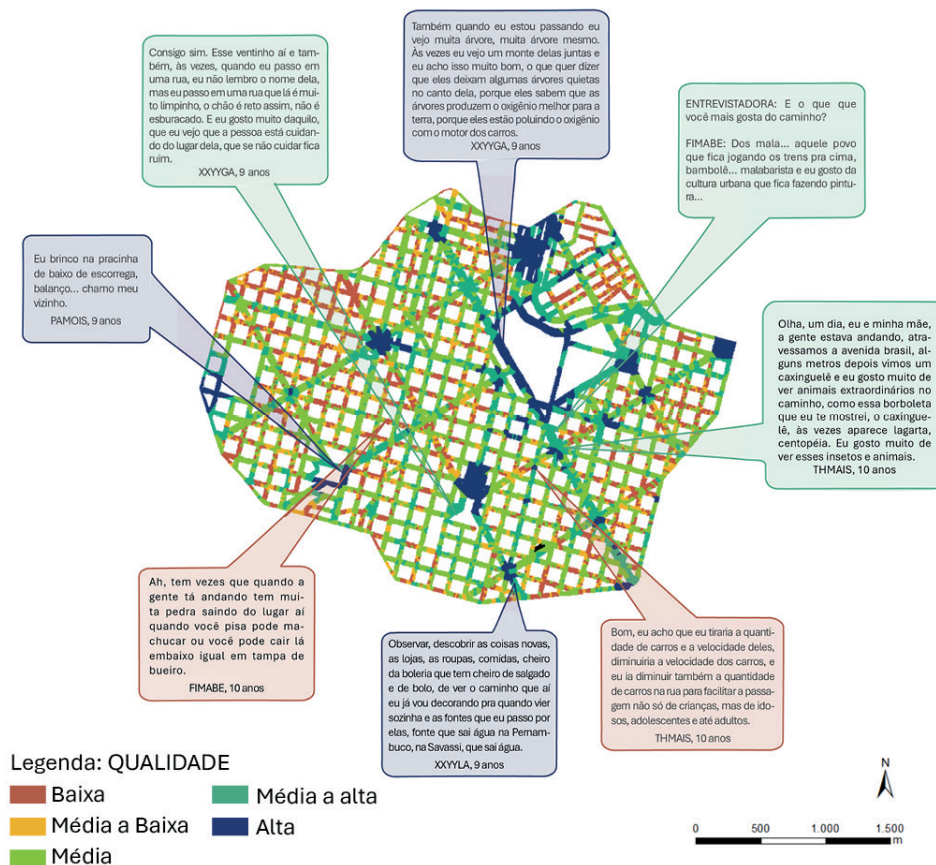 Consigo sim. Esse ventinho aí e tam-
bém, às vezes, quando eu passo em
uma rua, eu não lembro o nome dela,
mas eu passo em uma rua que lá é mui-
to limpinho, o chão é reto assim, não é
esburacado. E eu gosto muito daquilo,
que eu vejo que a pessoa está cuidan-
do do lugar dela, que se não cuidar fica
ruim.
XXYYGA, 9 anos
Também quando eu estou passando eu
vejo muita árvore, muita árvore mesmo.
Às vezes eu vejo um monte delas juntas e
eu acho isso muito bom, o que quer dizer
que eles deixam algumas árvores quietas
no canto dela, porque eles sabem que as
árvores produzem o oxigênio melhor para a
terra, porque eles estão poluindo o oxigênio
com o motor dos carros.
XXYYGA, 9 anos
ENTREVISTADORA: E o que que
você mais gosta do caminho?
FIMABE: Dos mala... aquele povo
que fica jogando os trens pra cima,
bambolê... malabarista e eu gosto da
cultura urbana que fica fazendo pintu-
ra...
Eu brinco na pracinha
de baixo de escorrega,
balanço... chamo meu
vizinho.
PAMOIS, 9 anos
Olha, um dia, eu e minha mãe,
a gente estava andando, atra-
vessamos a avenida brasil, al-
guns metros depois vimos um
caxinguelê e eu gosto muito de
ver animais extraordinários no
caminho, como essa borboleta
que eu te mostrei, o caxingue-
lê, às vezes aparece lagarta,
centopéia. Eu gosto muito de
ver esses insetos e animais.
THMAIS, 10 anos
Ah, tem vezes que quando a
gente tá andando tem mui-
ta pedra saindo do lugar aí
quando você pisa pode ma-
chucar ou você pode cair lá
embaixo igual em tampa de
bueiro.
FIMABE, 10 anos
Observar, descobrir as coisas novas,
as lojas, as roupas, comidas, cheiro
da boleria que tem cheiro de salgado
e de bolo, de ver o caminho que aí
eu já vou decorando pra quando vier
sozinha e as fontes que eu passo por
elas, fonte que sai água na Pernam-
buco, na Savassi, que sai água.
XXYYLA, 9 anos
Bom, eu acho que eu tiraria a quanti-
dade de carros e a velocidade deles,
diminuiria a velocidade dos carros, e
eu ia diminuir também a quantidade
de carros na rua para facilitar a passa-
gem não só de crianças, mas de ido-
sos, adolescentes e até adultos.
THMAIS, 10 anos
Legenda: QUALIDADE
Baixa
Média a Baixa
Média
Média a alta
Alta
N
0 500 1.000 1.500
m